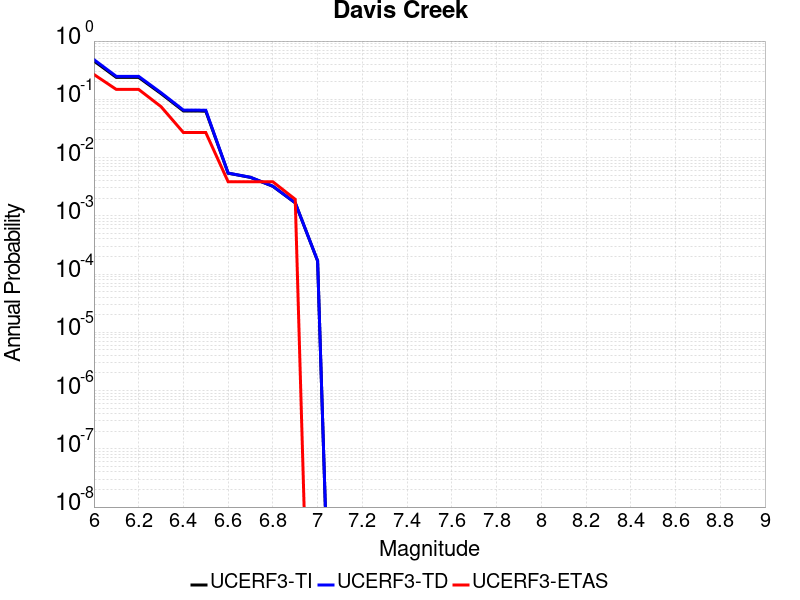 Davis Creek
Annual Probability
10^0
10^-1
10^-2
10^-3
10^-4
10^-5
10^-6
10^-7
10^-8
6 6.2 6.4 6.6 6.8 7 7.2 7.4 7.6 7.8 8 8.2 8.4 8.6 8.8 9
Magnitude
UCERF3-TI UCERF3-TD UCERF3-ETAS